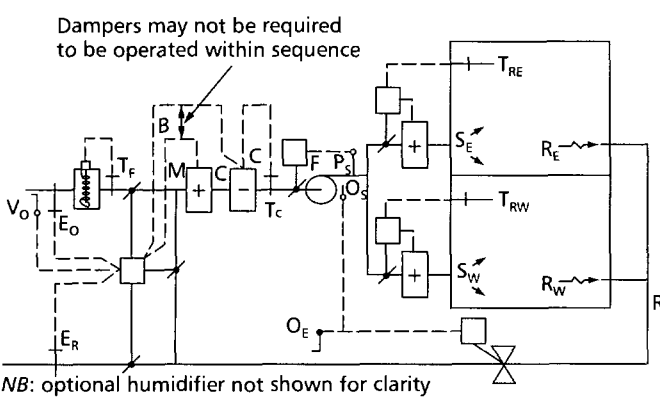 Dampers may not be required
to be operated within sequence
T_RE
B
C
F
P_S
S_E
R_E
T_F
M
C
+
+
−
T_C
O_S
V_O
E_O
T_RW
+
S_W
R_W
R
E_R
O_E
NB: optional humidifier not shown for clarity